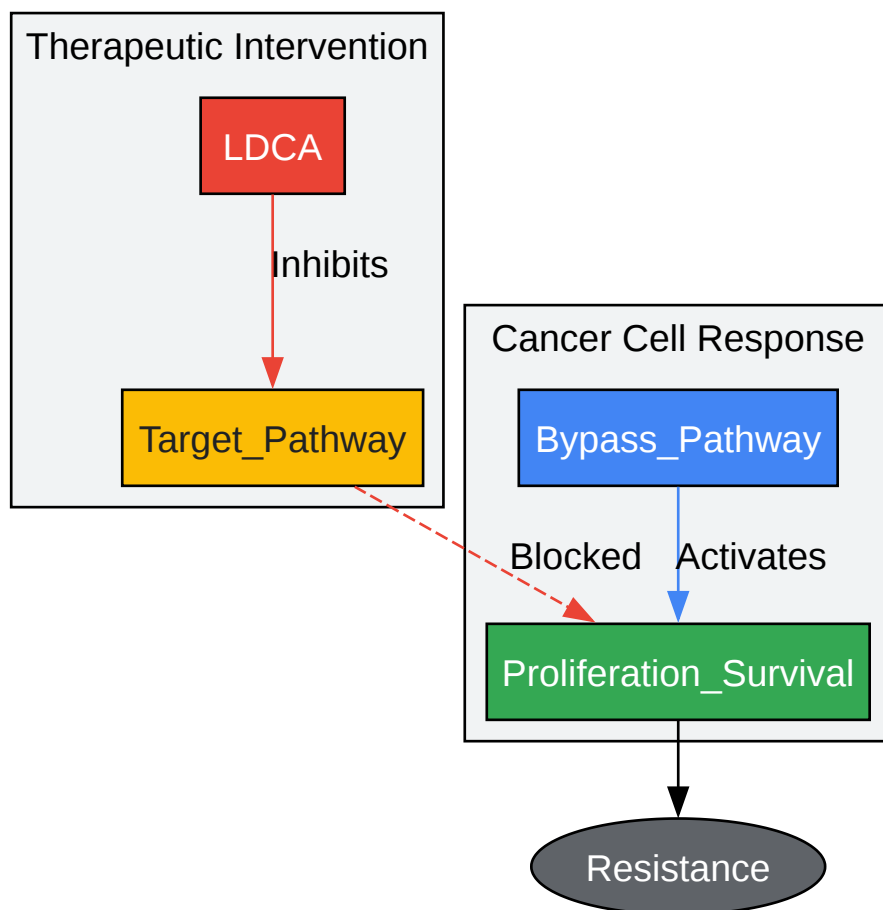 Therapeutic Intervention
LDCA
Inhibits
Target_Pathway
Cancer Cell Response
Bypass_Pathway
Blocked
Activates
Proliferation_Survival
Resistance